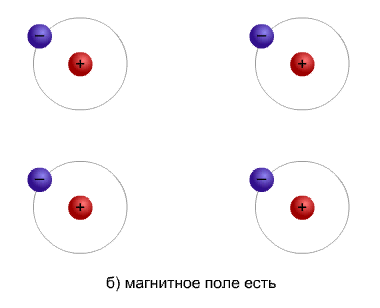 − −
+ +
− −
+ +
б) магнитное поле есть